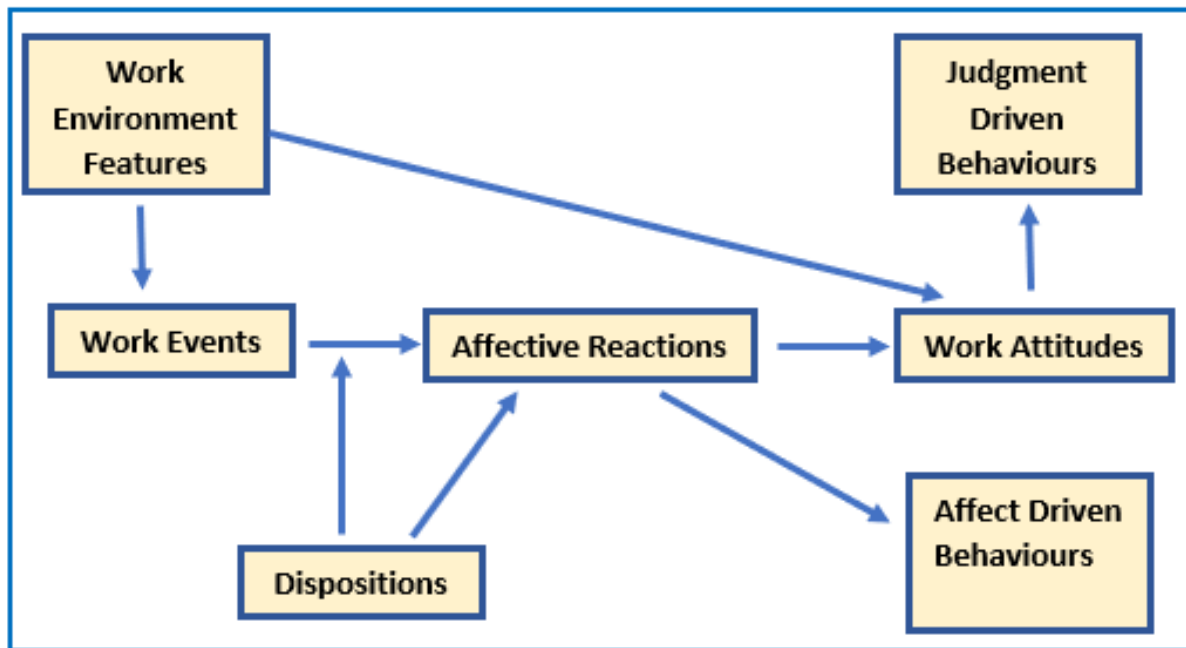 Work
Environment
Features
Judgment
Driven
Behaviours
Work Events
Affective Reactions
Work Attitudes
Affect Driven
Behaviours
Dispositions